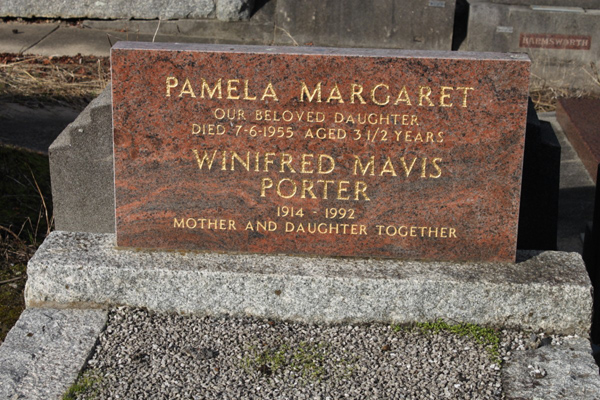 PAMELA MARGARET
OUR BELOVED DAUGHTER
DIED 7-6-1955 AGED 3 1/2 YEARS
WINIFRED MAVIS
PORTER
1914 - 1992
MOTHER AND DAUGHTER TOGETHER
FARMSWORTH